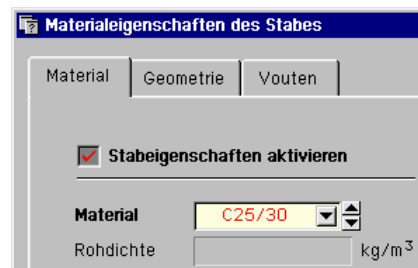 Materialeigenschaften des Stabes
Material Geometrie Vouten
Stabeigenschaften aktivieren
Material C25/30
Rohdichte kg/m³